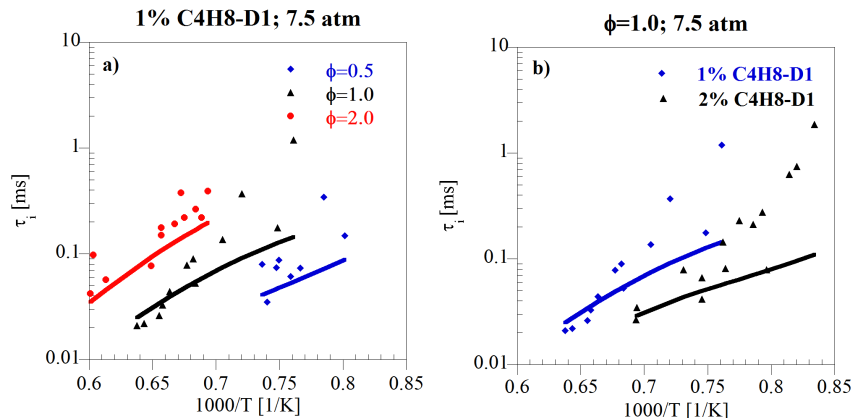 1% C4H8-D1; 7.5 atm
10
1
0.1
0.01
τi [ms]
a)
ϕ=0.5
ϕ=1.0
ϕ=2.0
0.6 0.65 0.7 0.75 0.8 0.85
1000/T [1/K]
ϕ=1.0; 7.5 atm
10
1
0.1
0.01
τi [ms]
b)
1% C4H8-D1
2% C4H8-D1
0.6 0.65 0.7 0.75 0.8 0.85
1000/T [1/K]